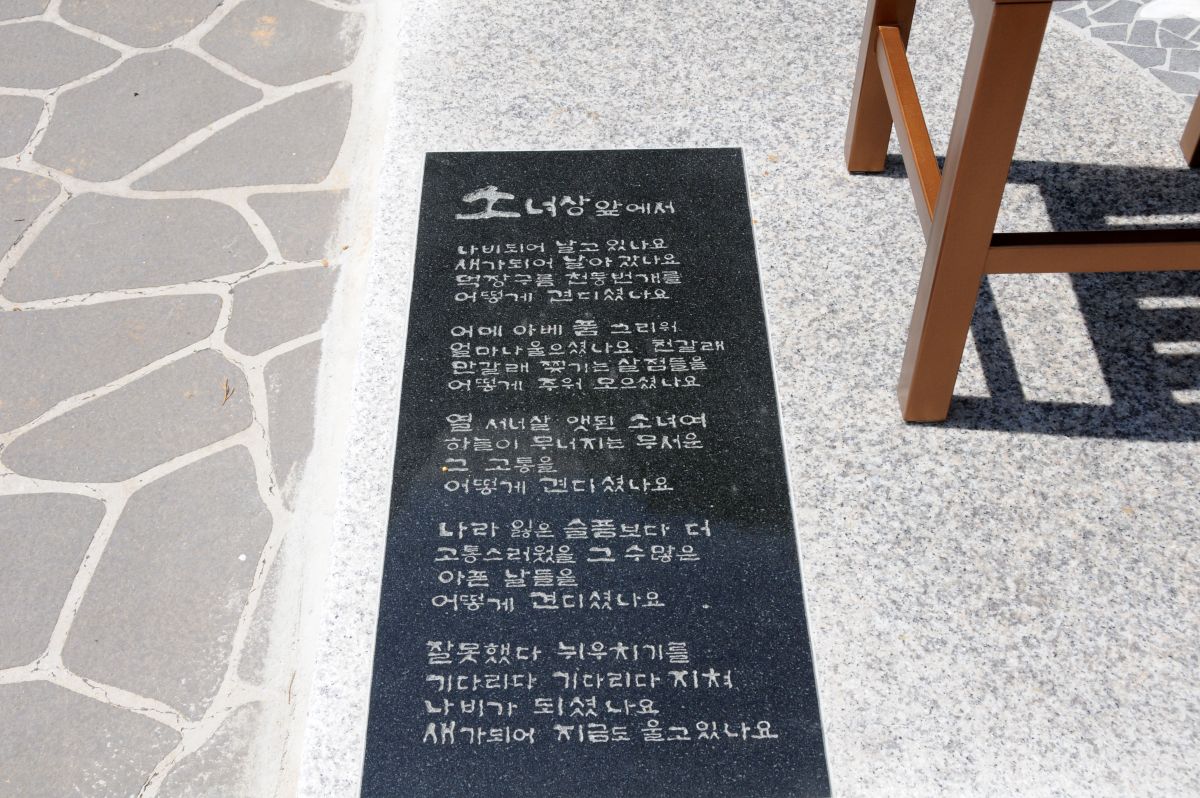 소녀상 앞에서
나비되어 날고 있나요
새가되어 날아 갔나요
먹장구름 천둥번개를
어떻게 견디셨나요
어메 아베 품 그리워
얼마나 울으셨나요 천갈래
만갈래 찢기는 살점들을
어떻게 주워 모으셨나요
열 서너살 앳된 소녀여
하늘이 무너지는 무서운
그 고통을
어떻게 견디셨나요
나라 잃은 슬픔보다 더
고통스러웠을 그 수많은
아픈 날들을
어떻게 견디셨나요
잘못했다 뉘우치기를
기다리다 기다리다 지쳐
나비가 되셨나요
새가되어 지금도 울고있나요